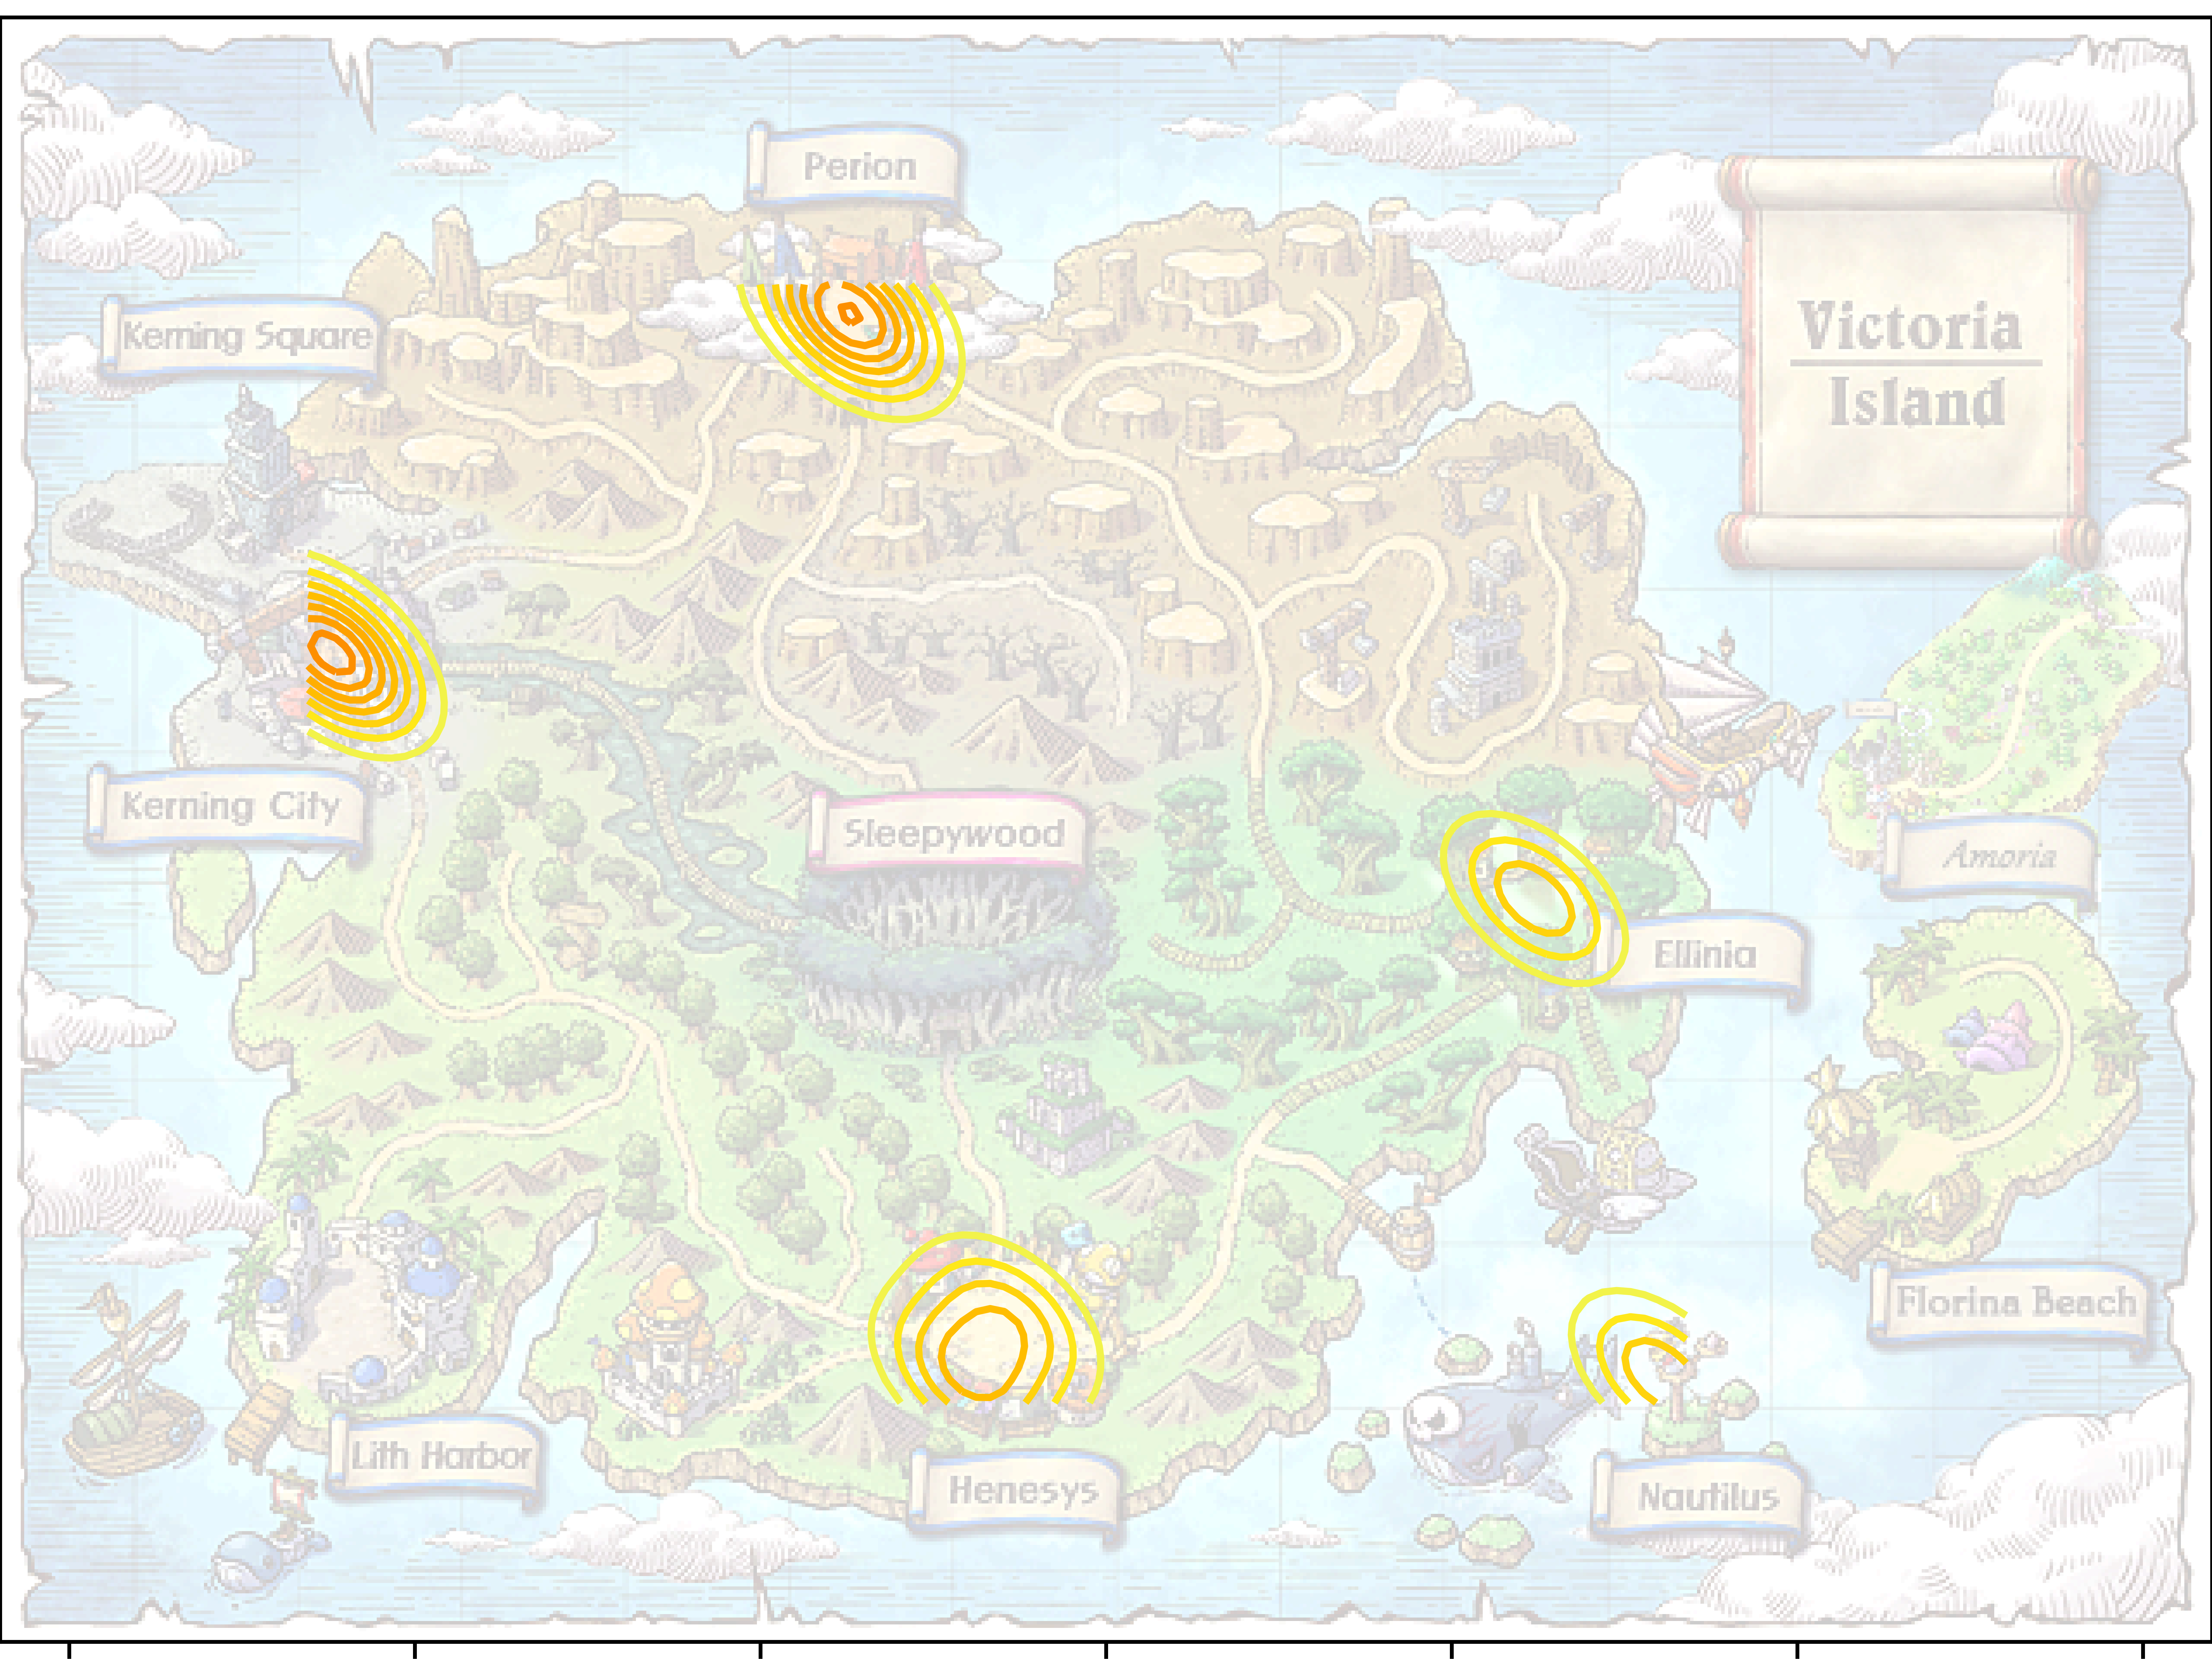 Perion
Kerning Square
Victoria
Island
Kerning City
Sleepywood
Amoria
Ellinia
Florina Beach
Lith Harbor
Henesys
Nautilus